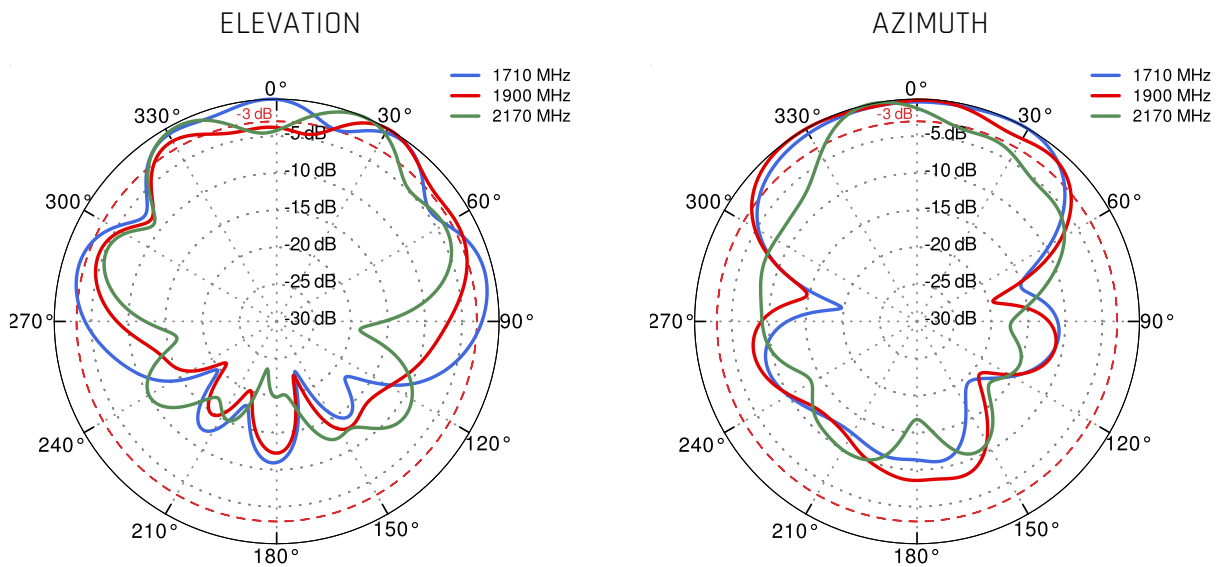 ELEVATION
1710 MHz
1900 MHz
2170 MHz
0°
330°
30°
-3 dB
-5 dB
-10 dB
300°
60°
-15 dB
-20 dB
-25 dB
-30 dB
270°
90°
240°
120°
210°
150°
180°
AZIMUTH
1710 MHz
1900 MHz
2170 MHz
0°
330°
30°
-3 dB
-5 dB
-10 dB
300°
60°
-15 dB
-20 dB
-25 dB
-30 dB
270°
90°
240°
120°
210°
150°
180°